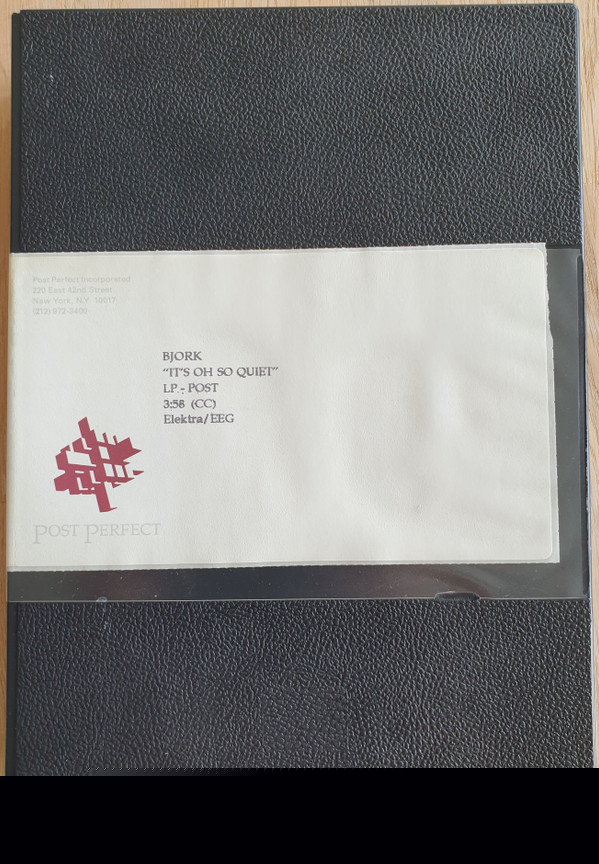 Post Perfect Incorporated
220 East 42nd Street
New York, N.Y. 10017
(212) 972-3400
BJORK
"IT'S OH SO QUIET"
LP - POST
3:58 (CC)
Elektra/EEG
POST PERFECT